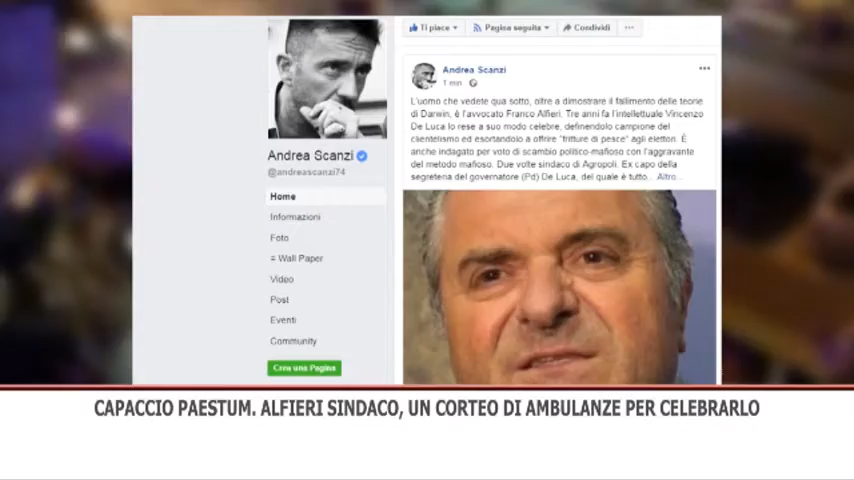 Ti piace
Pagina seguita
Condividi
Andrea Scanzi
1 min
L'uomo che vedete qua sotto, oltre a dimostrare il fallimento delle teorie
di Darwin, è l'avvocato Franco Alfieri. Tre anni fa l'intellettuale Vincenzo
De Luca lo rese a suo modo celebre, definendolo campione del
clientelismo ed esortandolo a offrire "fritture di pesce" agli elettori. È
anche indagato per voto di scambio politico-mafioso con l'aggravante
del metodo mafioso. Due volte sindaco di Agropoli. Ex capo della
segreteria del governatore (Pd) De Luca, del quale è tutto... Altro...
Andrea Scanzi
@andreascanzi74
Home
Informazioni
Foto
= Wall Paper
Video
Post
Eventi
Community
Crea una Pagina
CAPACCIO PAESTUM. ALFIERI SINDACO, UN CORTEO DI AMBULANZE PER CELEBRARLO